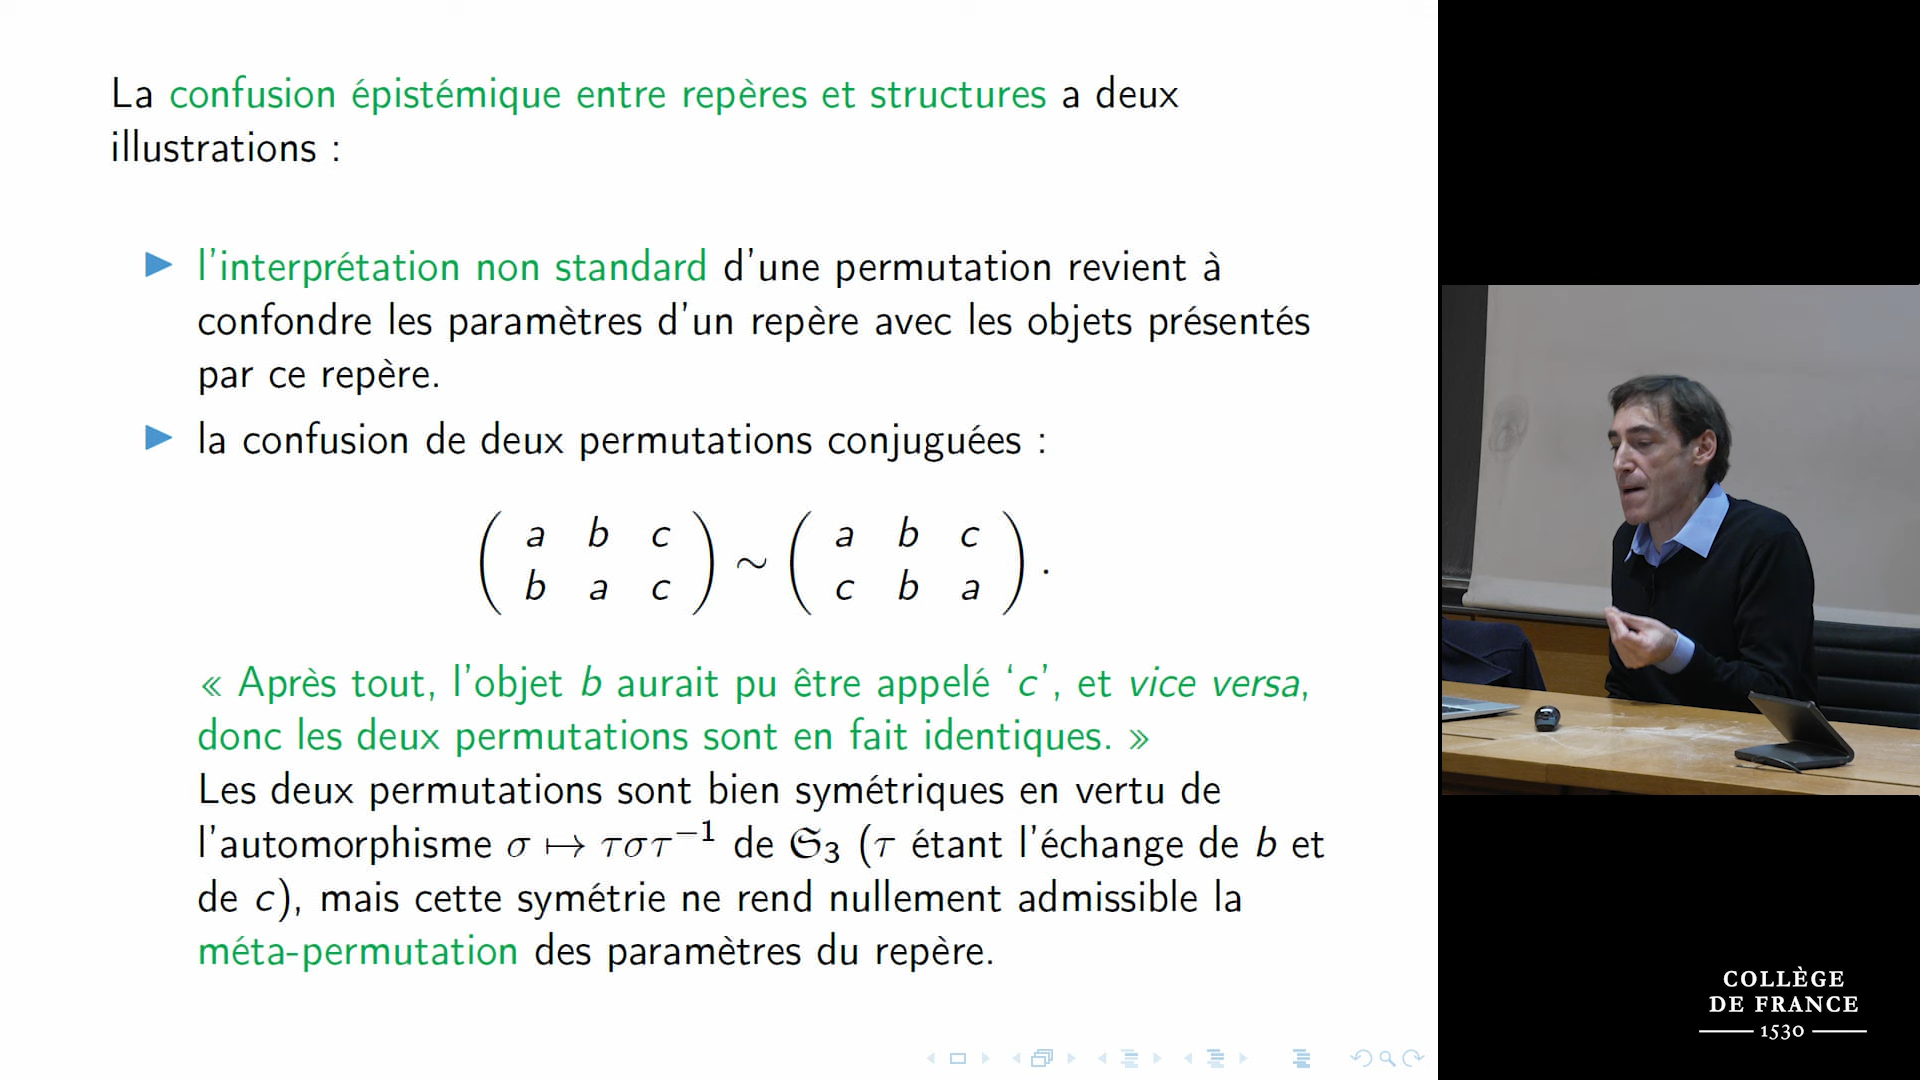 La confusion épistémique entre repères et structures a deux
illustrations :
l'interprétation non standard d'une permutation revient à
confondre les paramètres d'un repère avec les objets présentés
par ce repère.
la confusion de deux permutations conjuguées :
( a b c ) ∼ ( a b c ) .
( b a c ) ( c b a )
« Après tout, l'objet b aurait pu être appelé ‘c’, et vice versa,
donc les deux permutations sont en fait identiques. »
Les deux permutations sont bien symétriques en vertu de
l'automorphisme σ ↦ τστ⁻¹ de 𝔖₃ (τ étant l'échange de b et
de c), mais cette symétrie ne rend nullement admissible la
méta-permutation des paramètres du repère.
COLLÈGE
DE FRANCE
1530